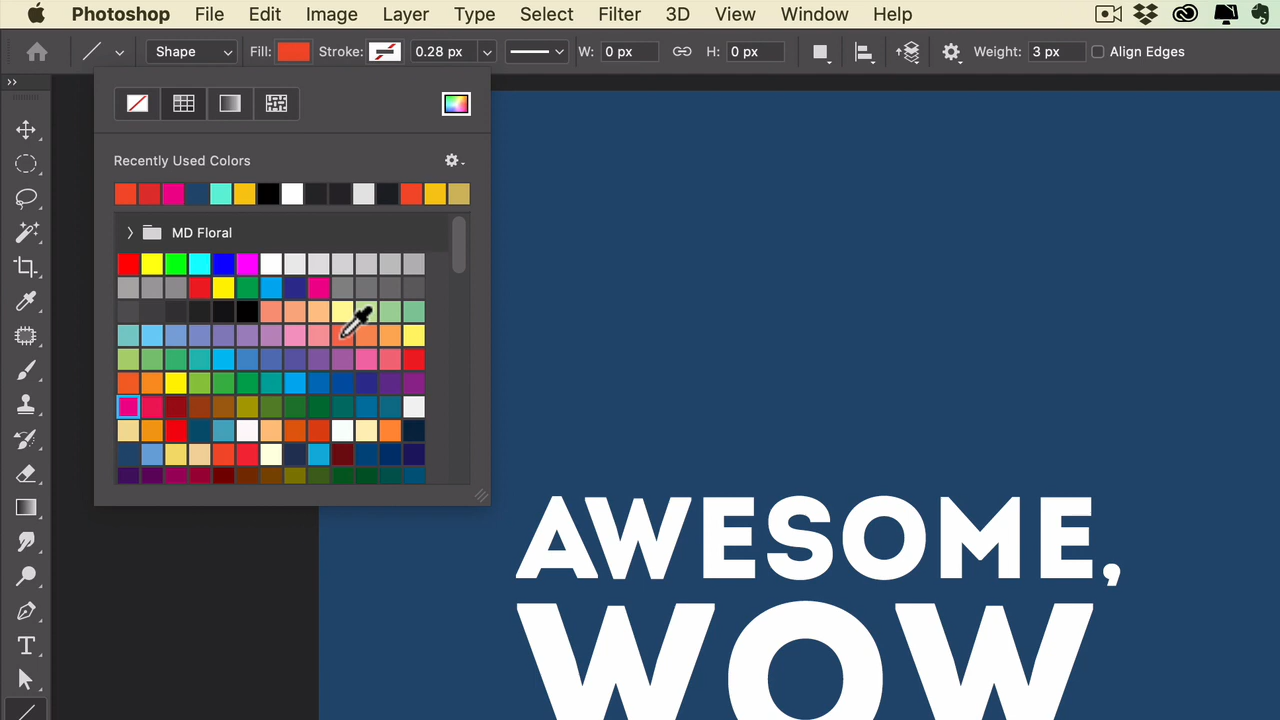 Photoshop File Edit Image Layer Type Select Filter 3D View Window Help
Shape Fill: Stroke: 0.28 px W: 0 px H: 0 px Weight: 3 px Align Edges
Recently Used Colors
MD Floral
AWESOME,
WOW